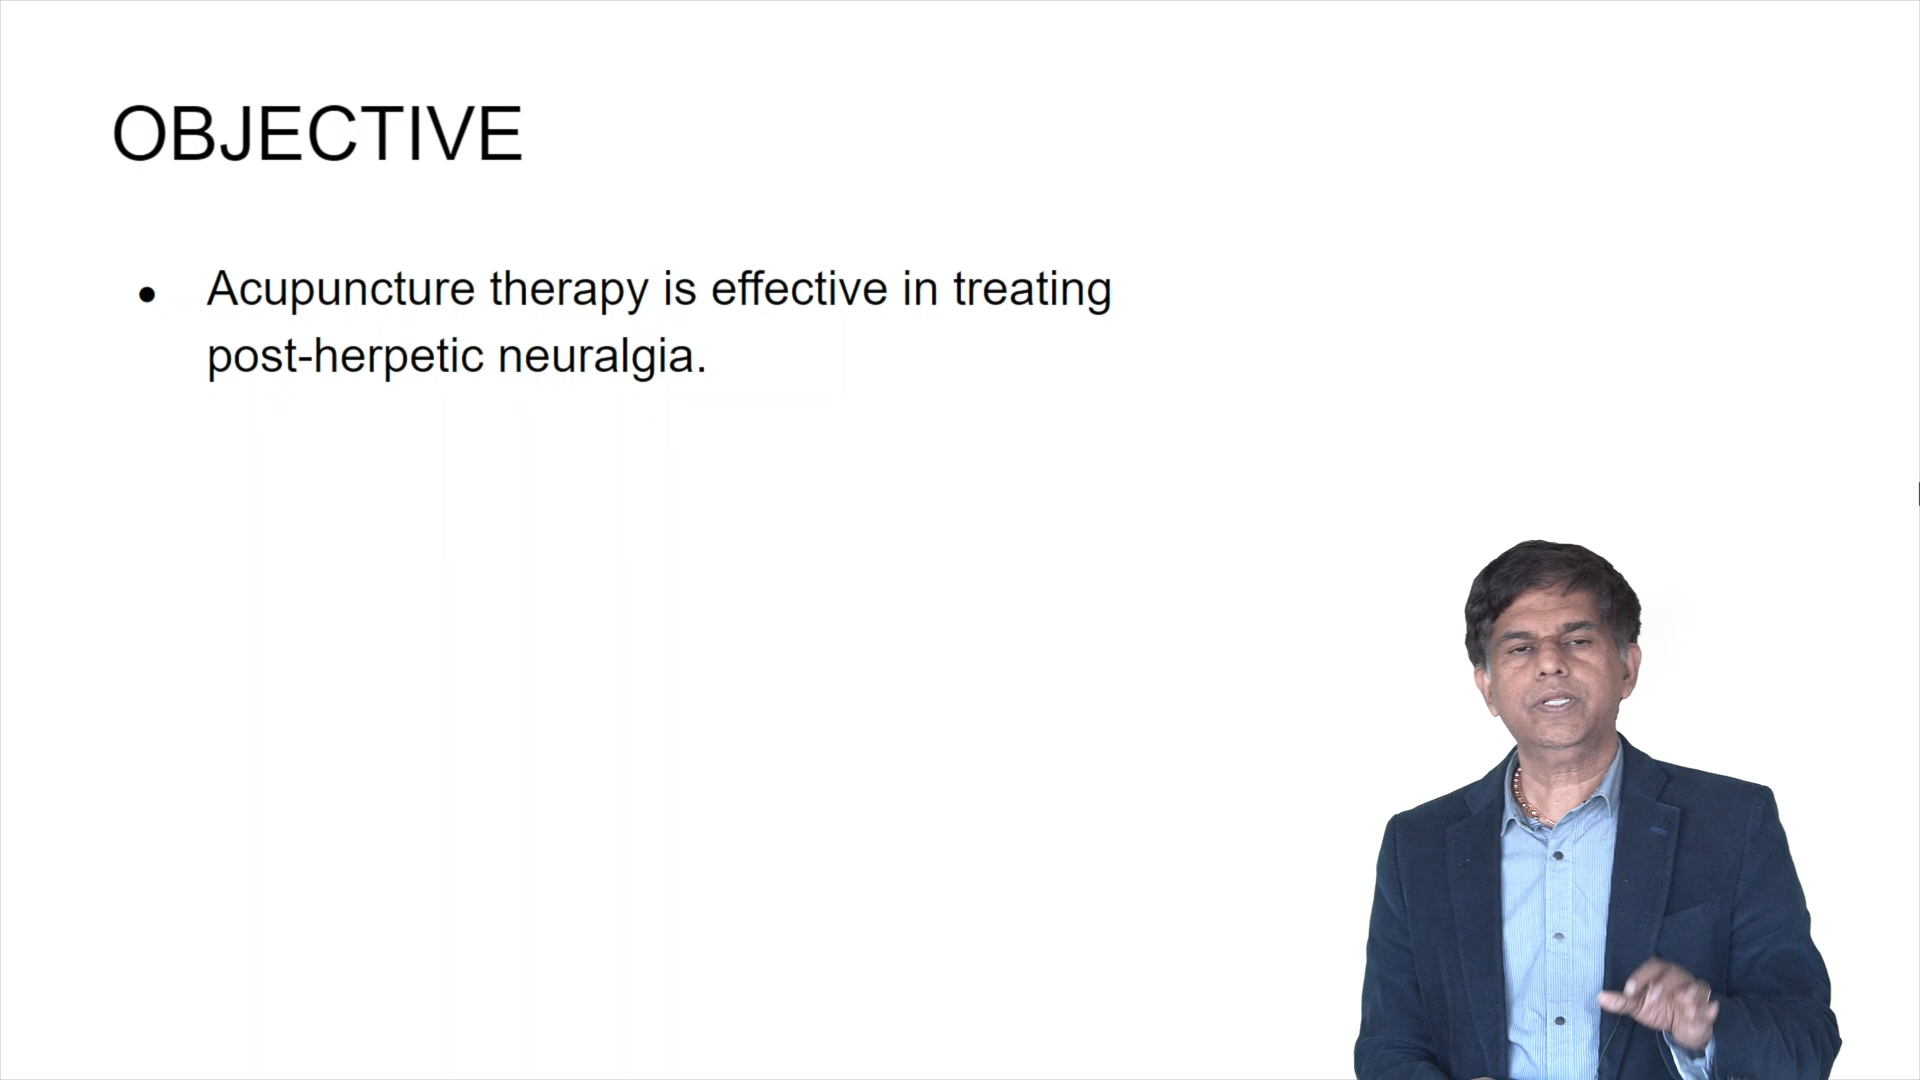 OBJECTIVE
● Acupuncture therapy is effective in treating
post-herpetic neuralgia.